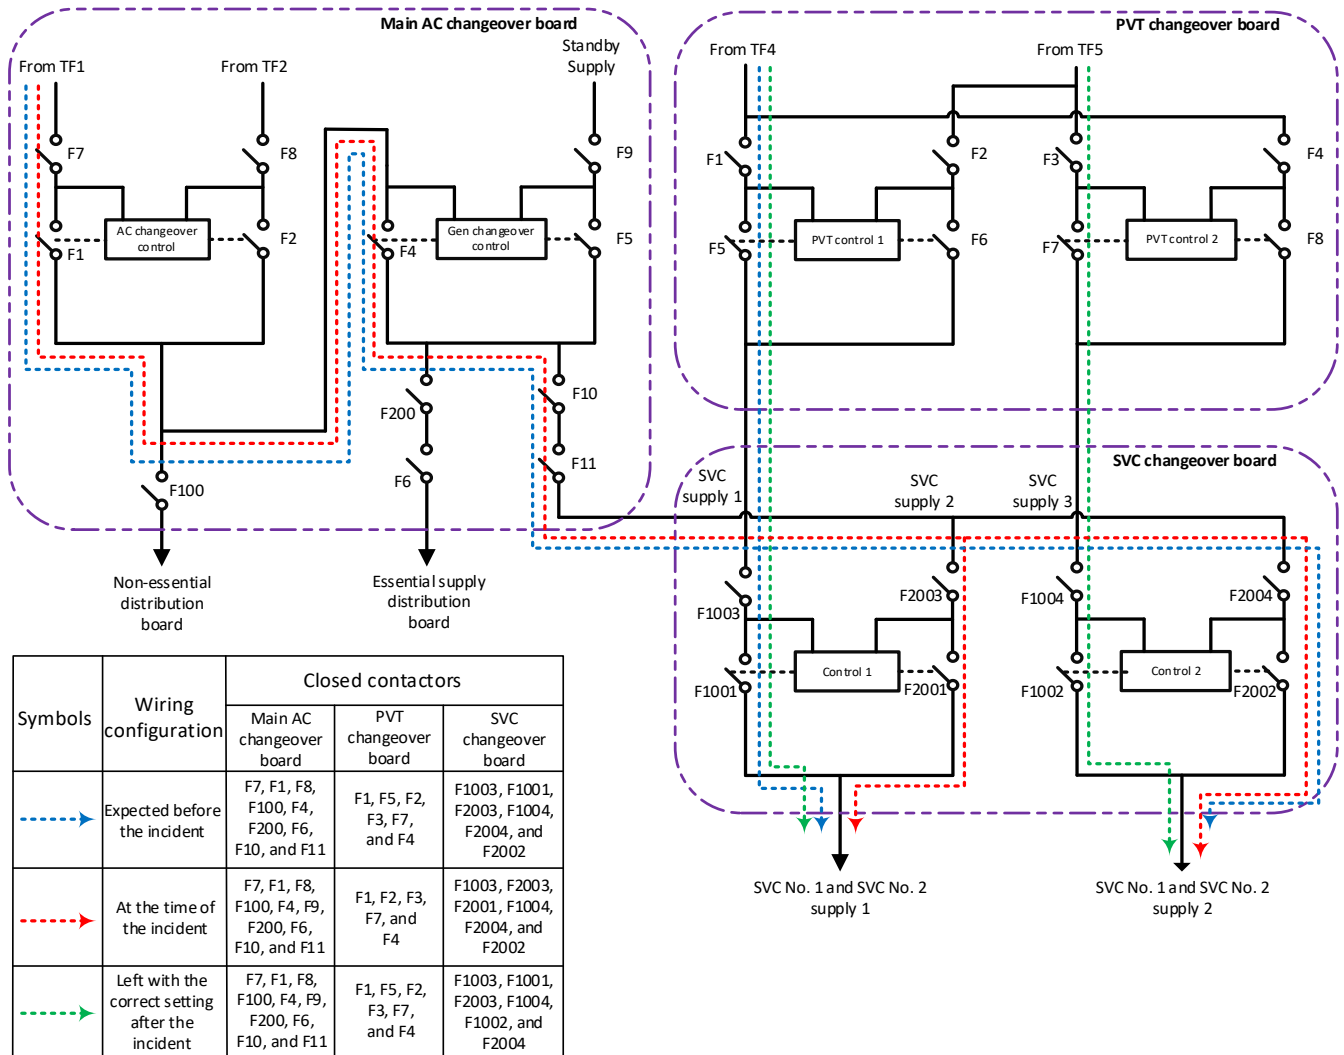 Main AC changeover board
Standby
Supply
From TF1
From TF2
F7
F8
F9
AC changeover
control
Gen changeover
control
F1
F2
F4
F5
F200
F10
F6
F11
F100
Non-essential
distribution
board
Essential supply
distribution
board
PVT changeover board
From TF4
From TF5
F1
F2
F3
F4
PVT control 1
PVT control 2
F5
F6
F7
F8
SVC changeover board
SVC
supply 1
SVC
supply 2
SVC
supply 3
F1003
F2003
F1004
F2004
Control 1
Control 2
F1001
F2001
F1002
F2002
SVC No. 1 and SVC No. 2
supply 1
SVC No. 1 and SVC No. 2
supply 2
Symbols
Wiring
configuration
Closed contactors
Main AC
changeover
board
PVT
changeover
board
SVC
changeover
board
Expected before
the incident
F7, F1, F8,
F100, F4,
F200, F6,
F10, and F11
F1, F5, F2,
F3, F7,
and F4
F1003, F1001,
F2003, F1004,
F2004, and
F2002
At the time of
the incident
F7, F1, F8,
F100, F4, F9,
F200, F6,
F10, and F11
F1, F2, F3,
F7, and
F4
F1003, F2003,
F2001, F1004,
F2004, and
F2002
Left with the
correct setting
after the
incident
F7, F1, F8,
F100, F4, F9,
F200, F6,
F10, and F11
F1, F5, F2,
F3, F7,
and F4
F1003, F1001,
F2003, F1004,
F1002, and
F2004